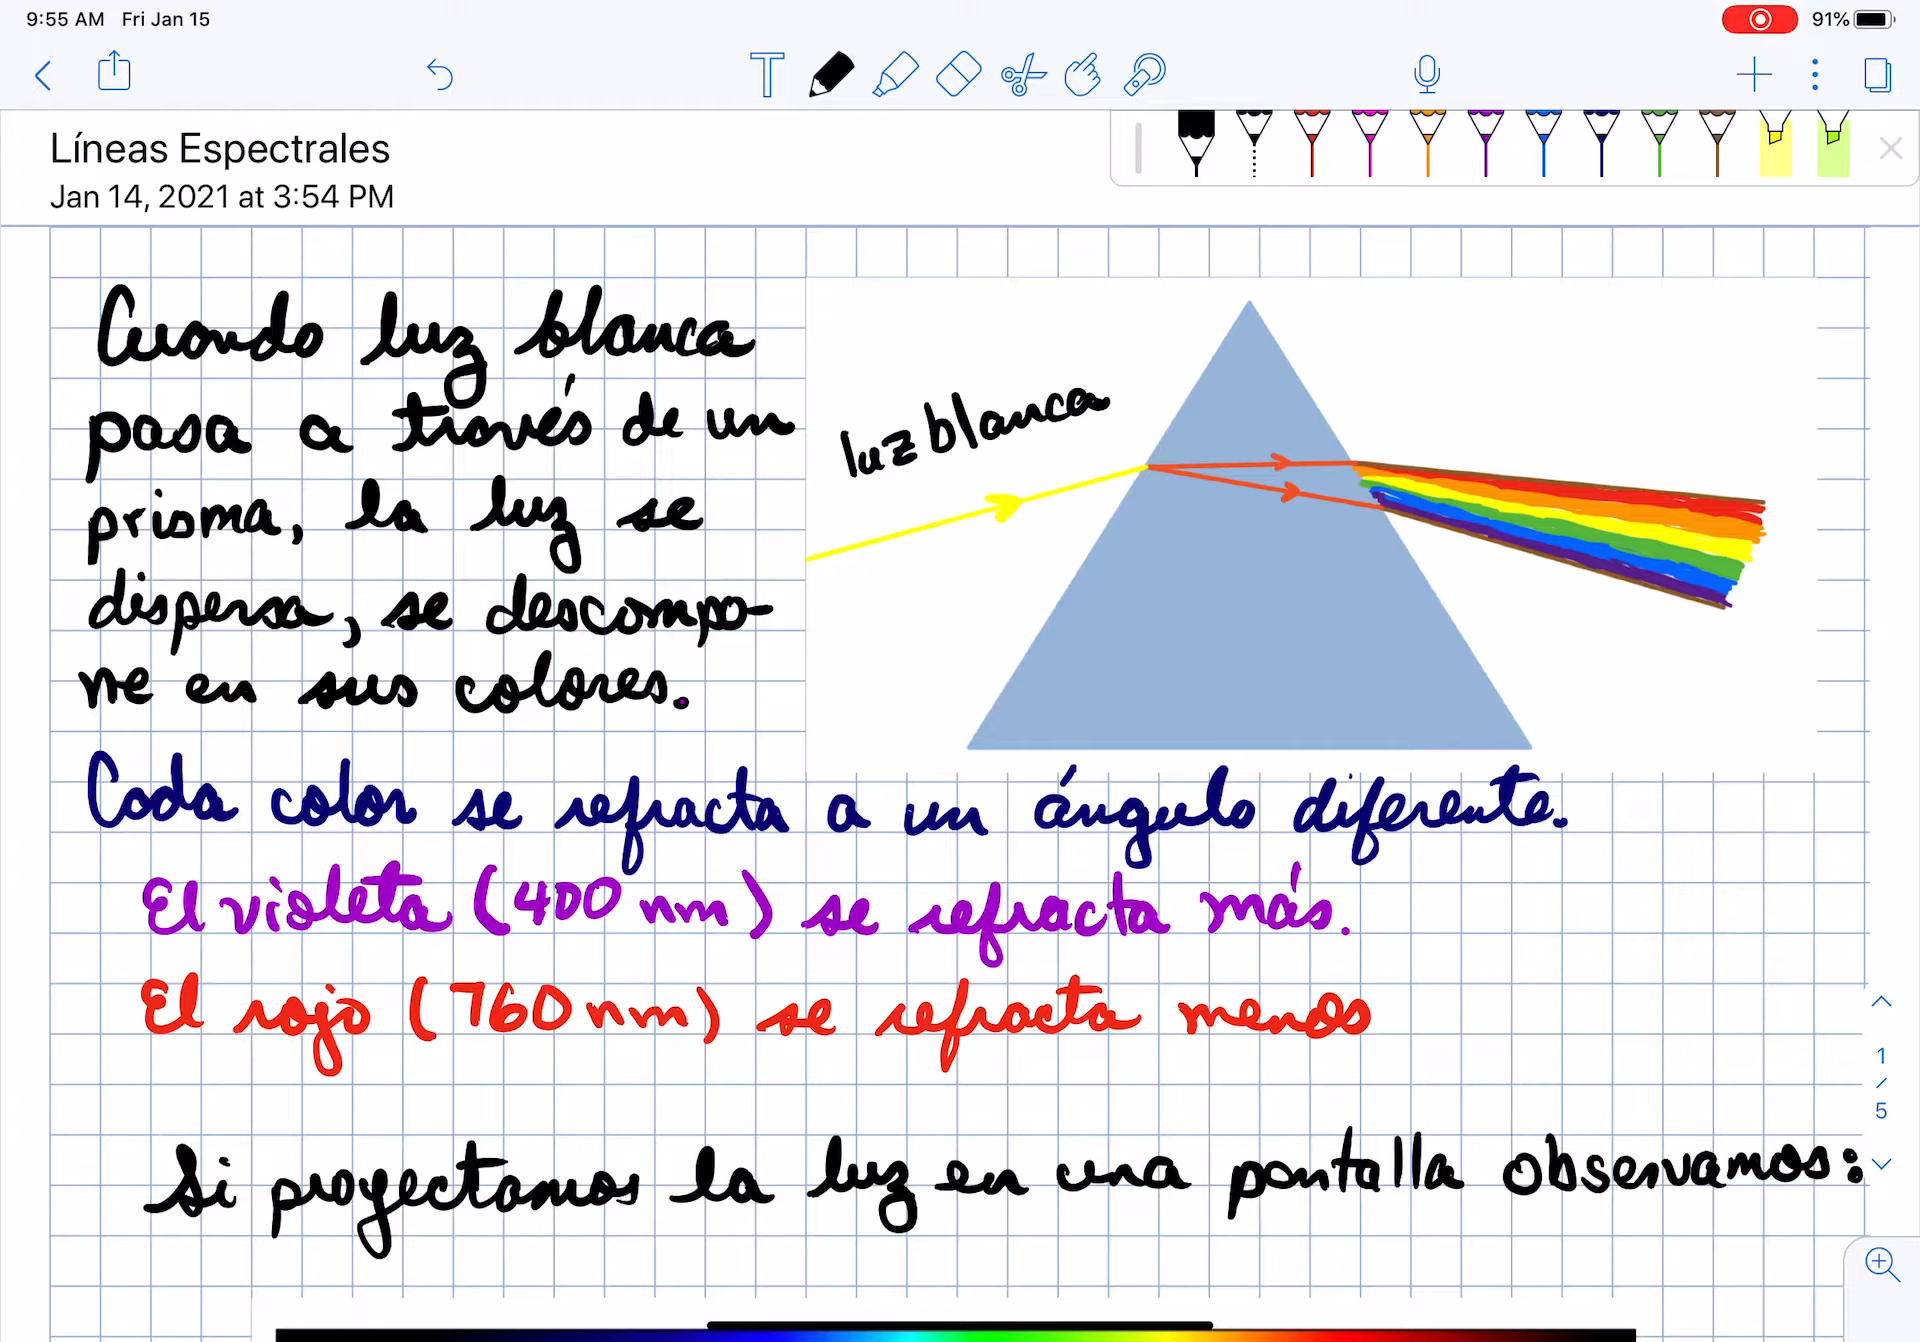 9:55 AM Fri Jan 15
91%
Líneas Espectrales
Jan 14, 2021 at 3:54 PM
Cuando luz blanca
pasa a través de un
prisma, la luz se
dispersa, se descompo-
ne en sus colores.
luz blanca
Cada color se refracta a un ángulo diferente.
El violeta (400 nm) se refracta más.
El rojo (760 nm) se refracta menos
Si proyectamos la luz en una pantalla observamos:
1
/
5